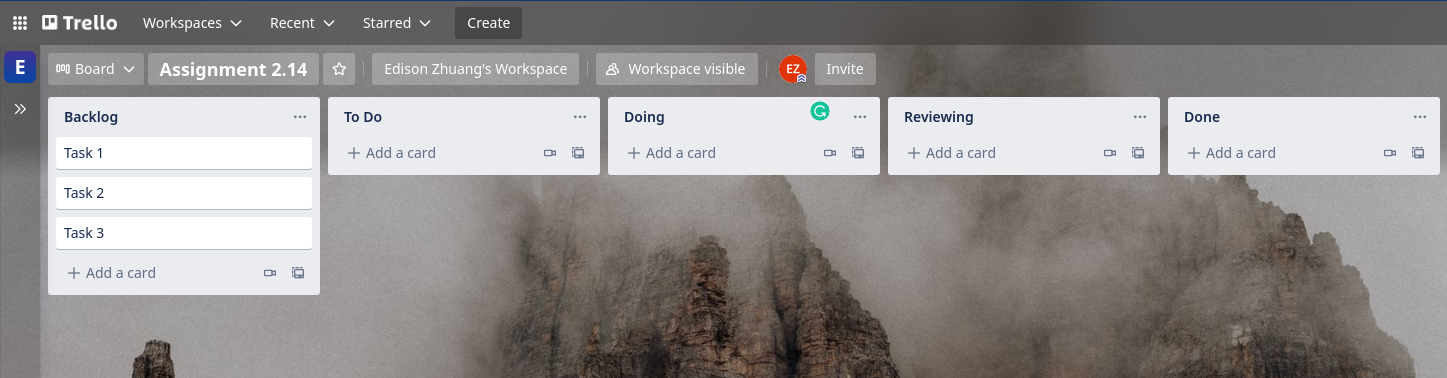 Trello Workspaces Recent Starred Create
E Board Assignment 2.14 Edison Zhuang's Workspace Workspace visible EZ Invite
Backlog
Task 1
Task 2
Task 3
+ Add a card
To Do
+ Add a card
Doing
+ Add a card
Reviewing
+ Add a card
Done
+ Add a card